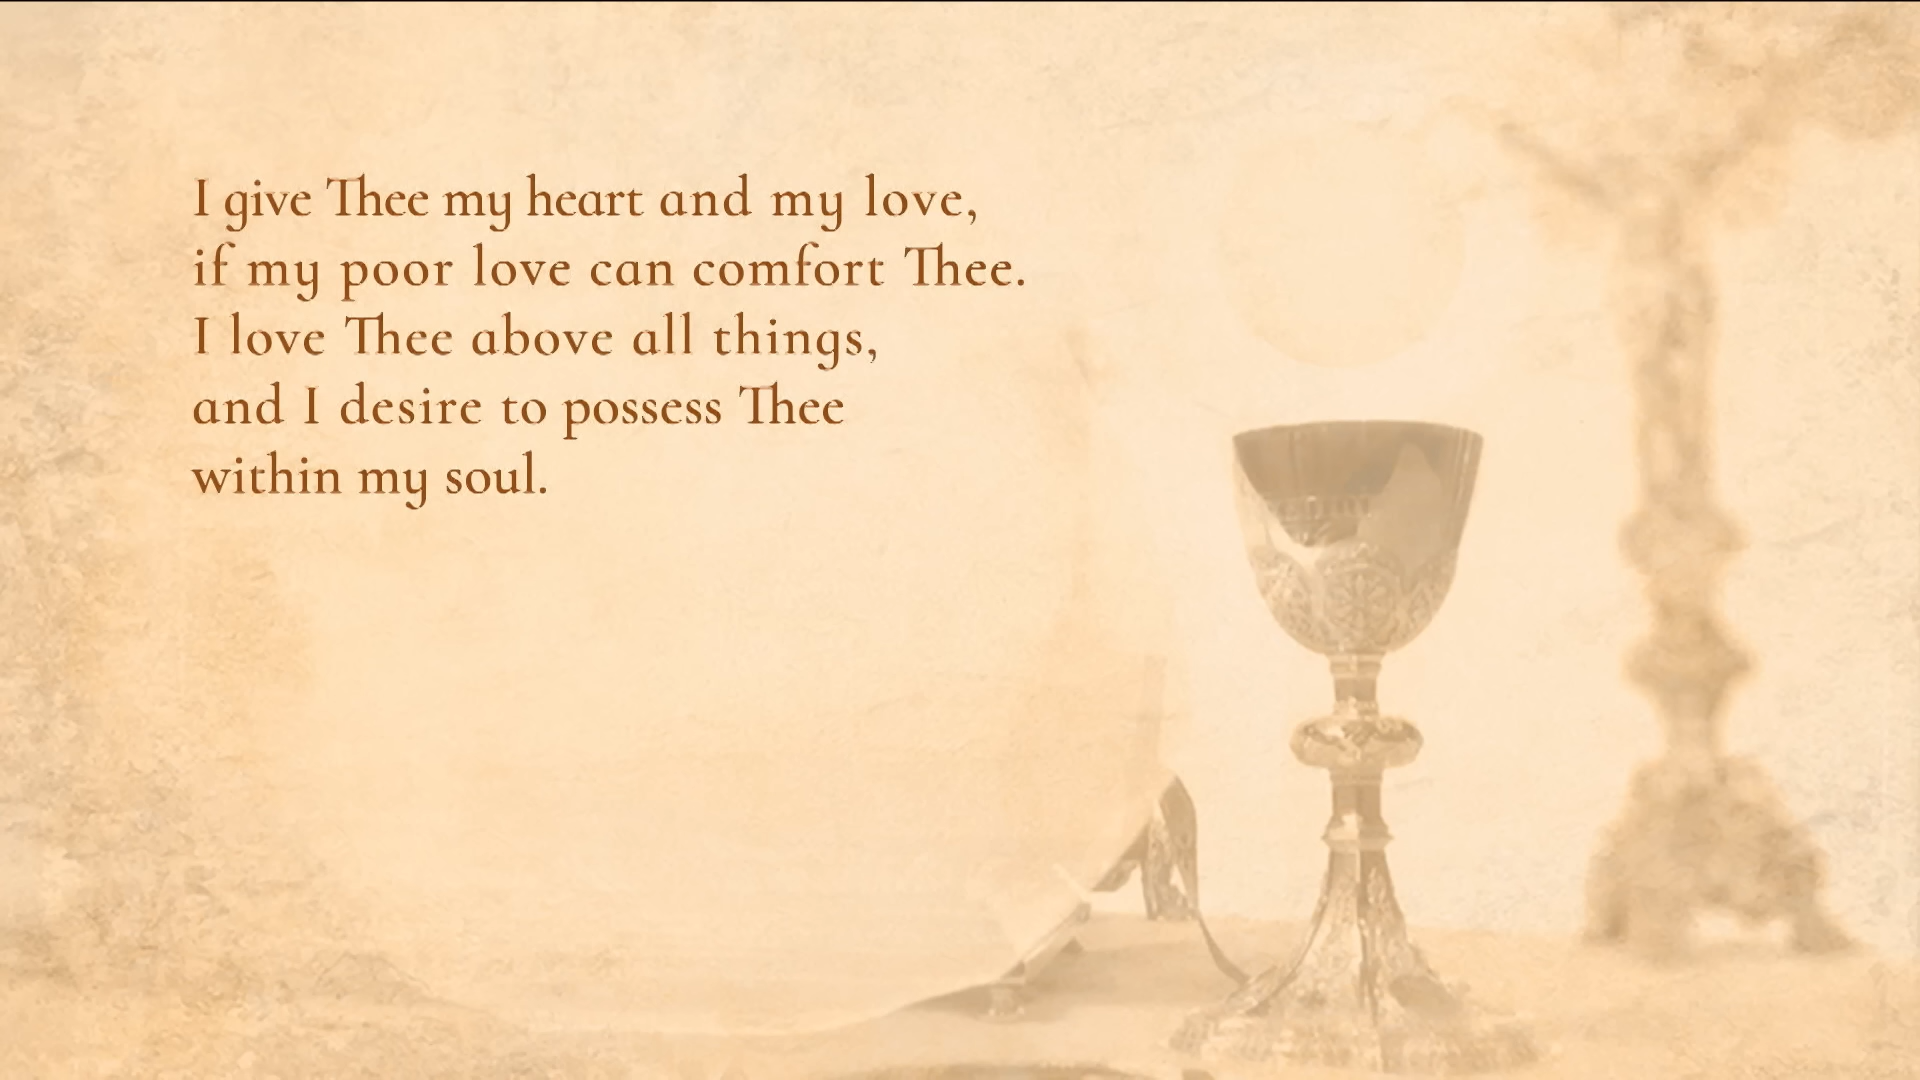 I give Thee my heart and my love,
if my poor love can comfort Thee.
I love Thee above all things,
and I desire to possess Thee
within my soul.